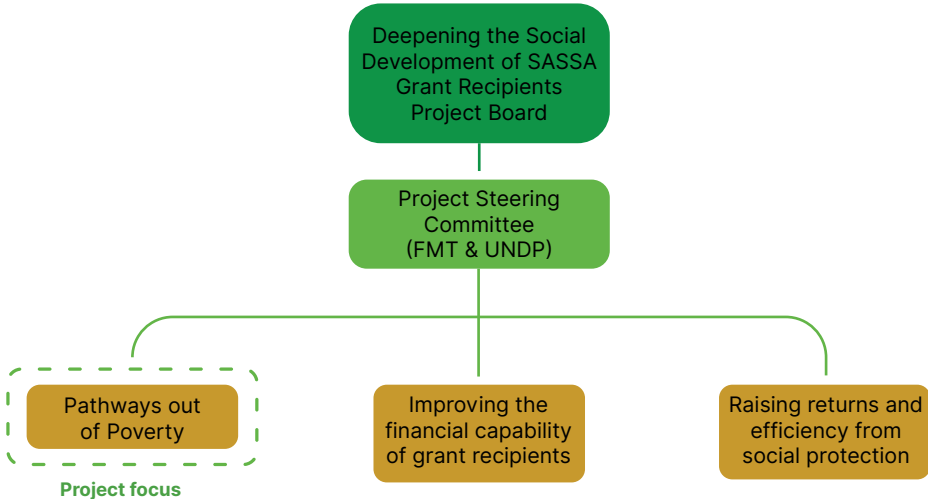 Deepening the Social
Development of SASSA
Grant Recipients
Project Board
Project Steering
Committee
(FMT & UNDP)
Pathways out
of Poverty
Improving the
financial capability
of grant recipients
Raising returns and
efficiency from
social protection
Project focus